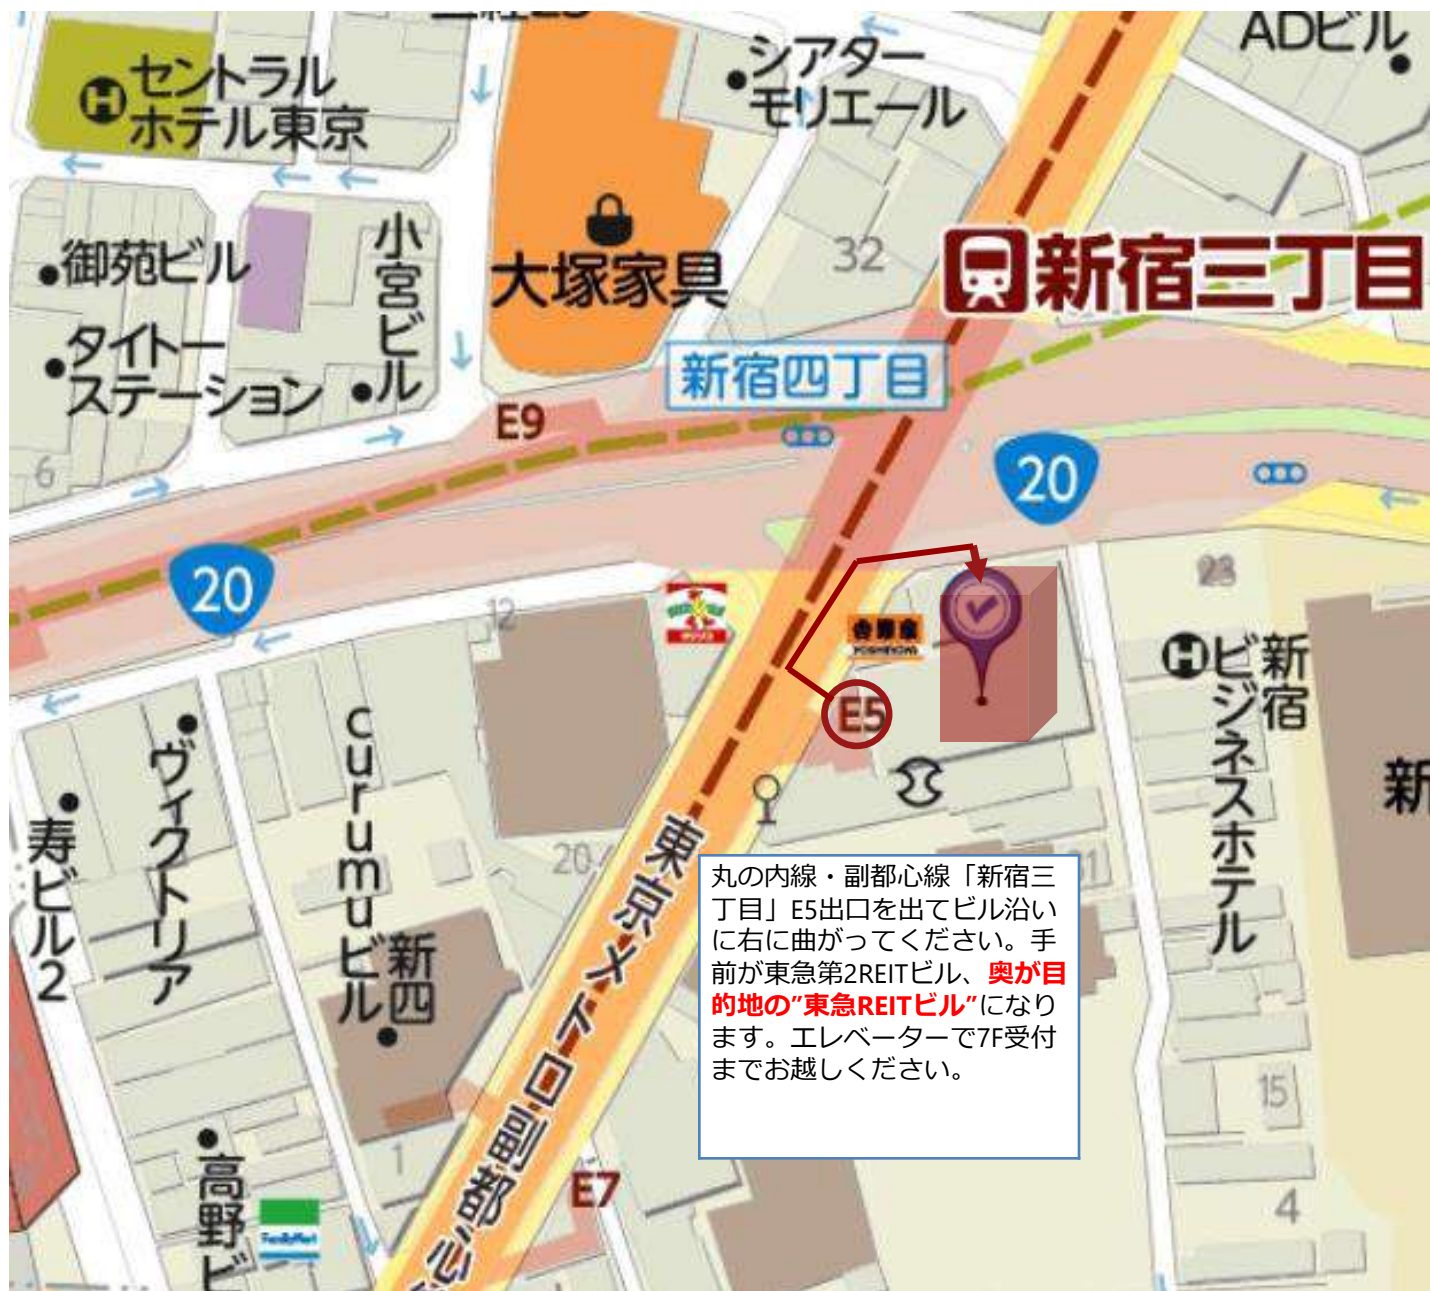 ADビル
シアター
モリエール
セントラル
ホテル東京
御苑ビル
小宮ビル
大塚家具
32
新宿三丁目
タイトー
ステーション
新宿四丁目
E9
20
6
20
12
23
吉野家
YOSHINOYA
E5
新宿
ビジネスホテル
新
ヴィクトリア
curumuビル
寿ビル2
新四
20
東京メトロ副都心
丸の内線・副都心線「新宿三
丁目」E5出口を出てビル沿い
に右に曲がってください。手
前が東急第2REITビル、奥が目
的地の”東急REITビル”になり
ます。エレベーターで7F受付
までお越しください。
15
1
高野ビ
FamilyMart
E7
4